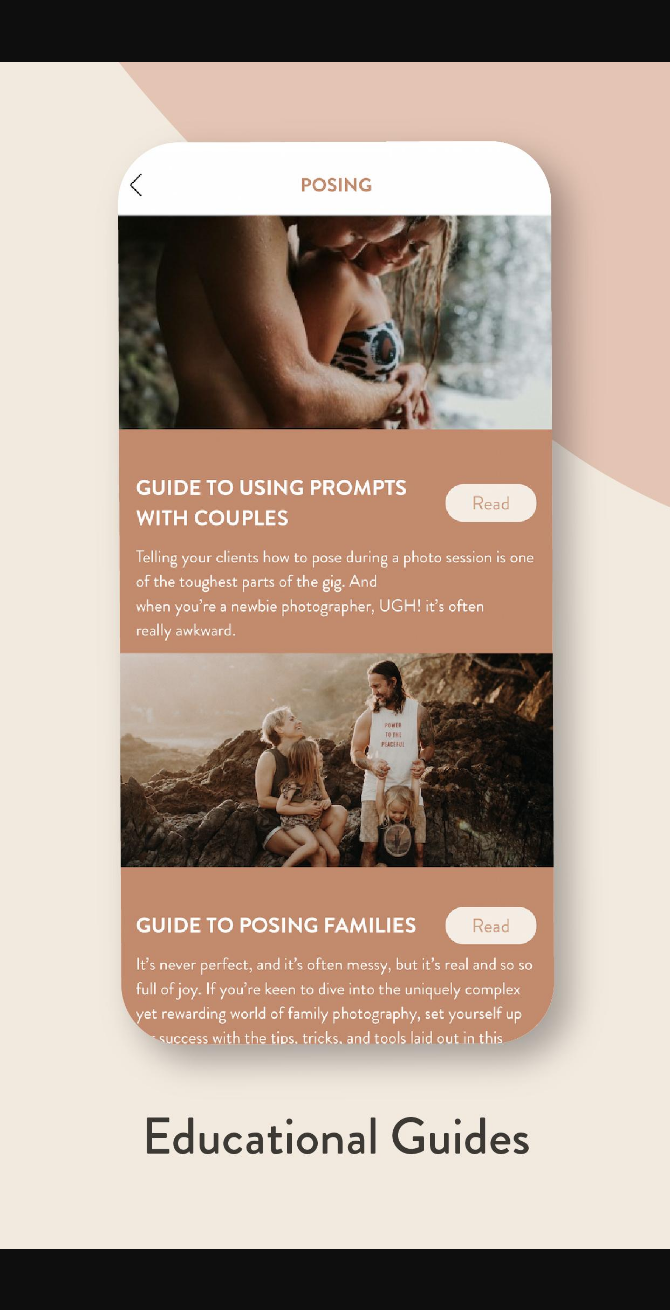 POSING
GUIDE TO USING PROMPTS
WITH COUPLES
Read
Telling your clients how to pose during a photo session is one
of the toughest parts of the gig. And
when you're a newbie photographer, UGH! it's often
really awkward.
POWER
TO THE
PEACEFUL
GUIDE TO POSING FAMILIES
Read
It's never perfect, and it's often messy, but it's real and so so
full of joy. If you're keen to dive into the uniquely complex
yet rewarding world of family photography, set yourself up
success with the tips, tricks, and tools laid out in this
Educational Guides